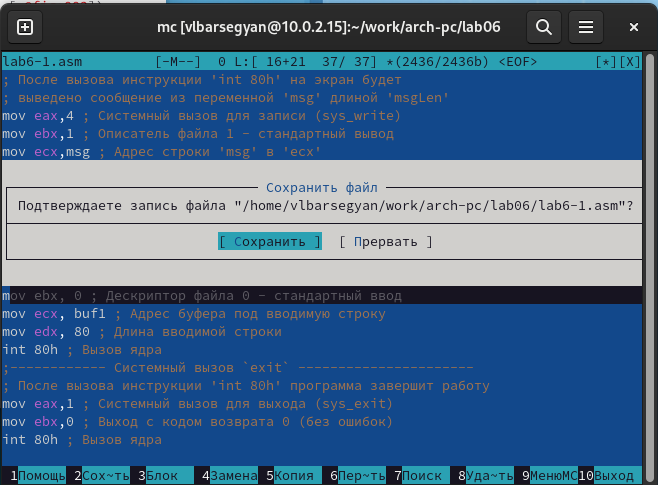 mc [vlbarsegyan@10.0.2.15]:~/work/arch-pc/lab06
lab6-1.asm [-M--] 0 L:[ 16+21 37/ 37] *(2436/2436b) <EOF> [*][X]
; После вызова инструкции 'int 80h' на экран будет
; выведено сообщение из переменной 'msg' длиной 'msgLen'
mov eax,4 ; Системный вызов для записи (sys_write)
mov ebx,1 ; Описатель файла 1 - стандартный вывод
mov ecx,msg ; Адрес строки 'msg' в 'ecx'
Сохранить файл
Подтверждаете запись файла "/home/vlbarsegyan/work/arch-pc/lab06/lab6-1.asm"?
[ Сохранить ] [ Прервать ]
mov ebx, 0 ; Дескриптор файла 0 - стандартный ввод
mov ecx, buf1 ; Адрес буфера под вводимую строку
mov edx, 80 ; Длина вводимой строки
int 80h ; Вызов ядра
;------------ Системный вызов `exit` ----------------------
; После вызова инструкции 'int 80h' программа завершит работу
mov eax,1 ; Системный вызов для выхода (sys_exit)
mov ebx,0 ; Выход с кодом возврата 0 (без ошибок)
int 80h ; Вызов ядра
1Помощь 2Сох~ть 3Блок 4Замена 5Копия 6Пер~ть 7Поиск 8Уда~ть 9МенюMC 10Выход